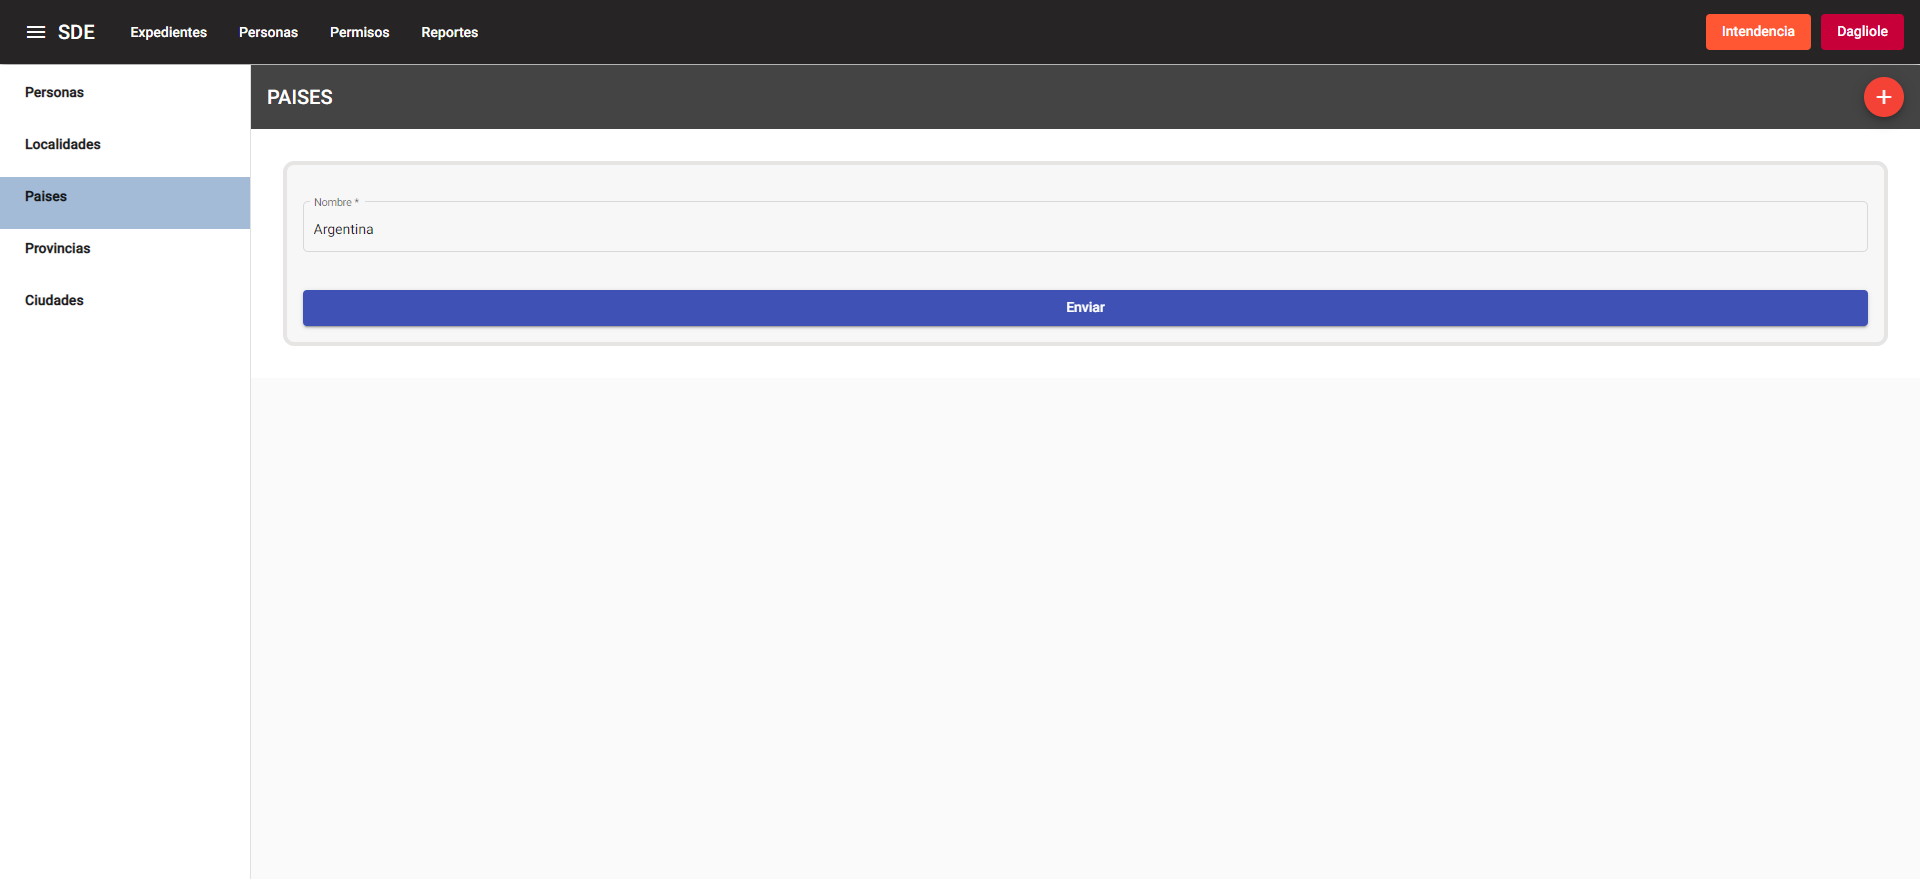 SDE Expedientes Personas Permisos Reportes Intendencia Dagliole
Personas
Localidades
Paises
Provincias
Ciudades
PAISES
Nombre *
Argentina
Enviar